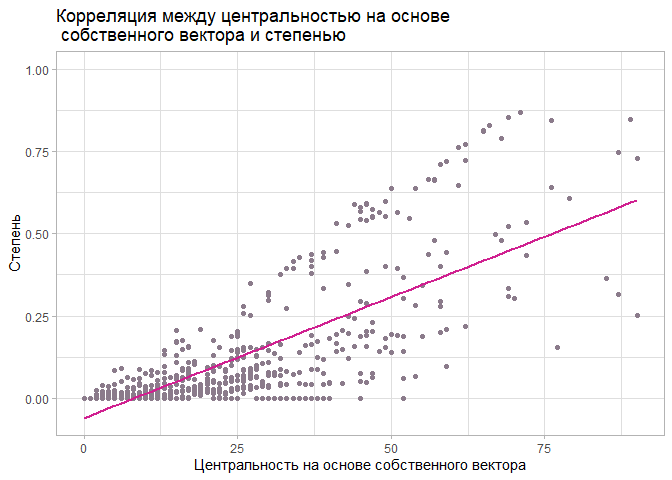 Корреляция между центральностью на основе
собственного вектора и степенью
1.00
0.75
0.50
0.25
0.00
Степень
0
25
50
75
Центральность на основе собственного вектора